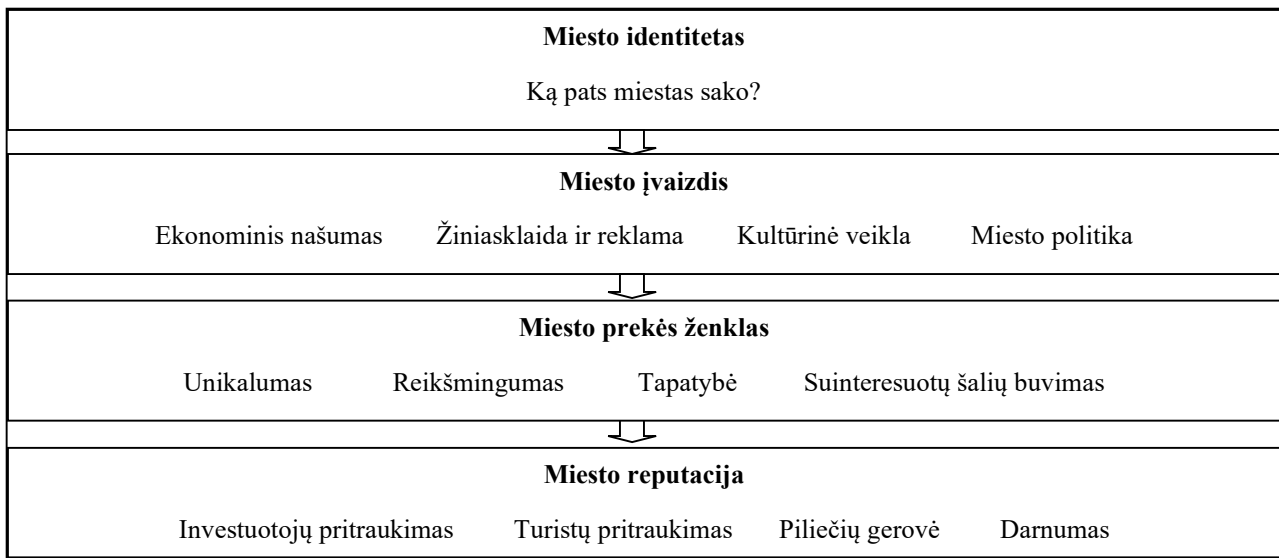 Miesto identitetas
Ką pats miestas sako?
Miesto įvaizdis
Ekonominis našumas Žiniasklaida ir reklama Kultūrinė veikla Miesto politika
Miesto prekės ženklas
Unikalumas Reikšmingumas Tapatybė Suinteresuotų šalių buvimas
Miesto reputacija
Investuotojų pritraukimas Turistų pritraukimas Piliečių gerovė Darnumas